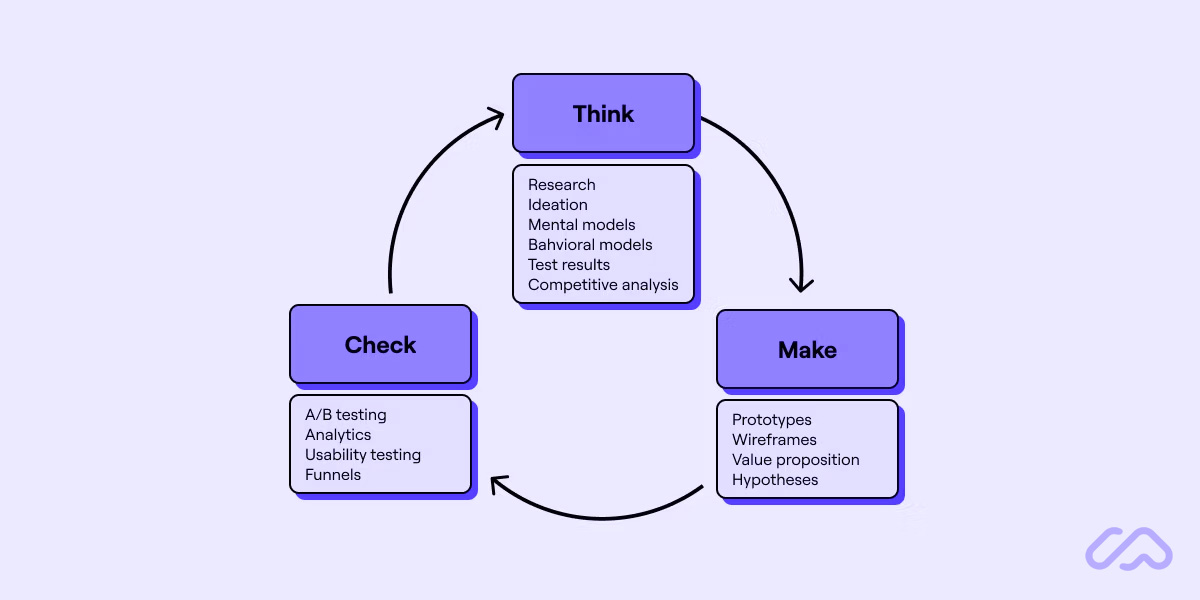 Think
Research
Ideation
Mental models
Bahvioral models
Test results
Competitive analysis
Check
A/B testing
Analytics
Usability testing
Funnels
Make
Prototypes
Wireframes
Value proposition
Hypotheses